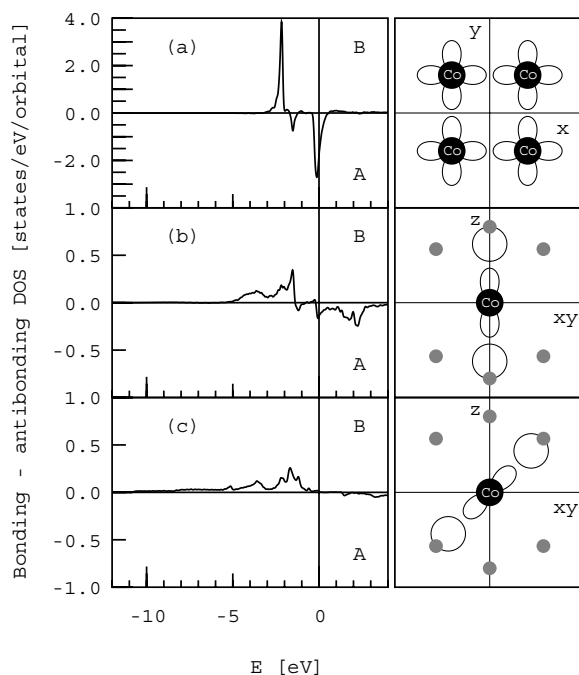 Bonding - antibonding DOS [states/eV/orbital]
4.0
2.0
0.0
-2.0
(a)
B
A
1.0
0.5
0.0
-0.5
(b)
B
A
1.0
0.5
0.0
-0.5
-1.0
(c)
B
A
-10
-5
0
E [eV]
y
Co
Co
x
Co
Co
z
Co
xy
z
Co
xy